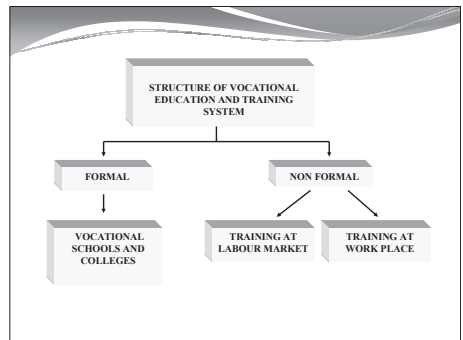 STRUCTURE OF VOCATIONAL
EDUCATION AND TRAINING
SYSTEM
FORMAL
NON FORMAL
VOCATIONAL
SCHOOLS AND
COLLEGES
TRAINING AT
LABOUR MARKET
TRAINING AT
WORK PLACE